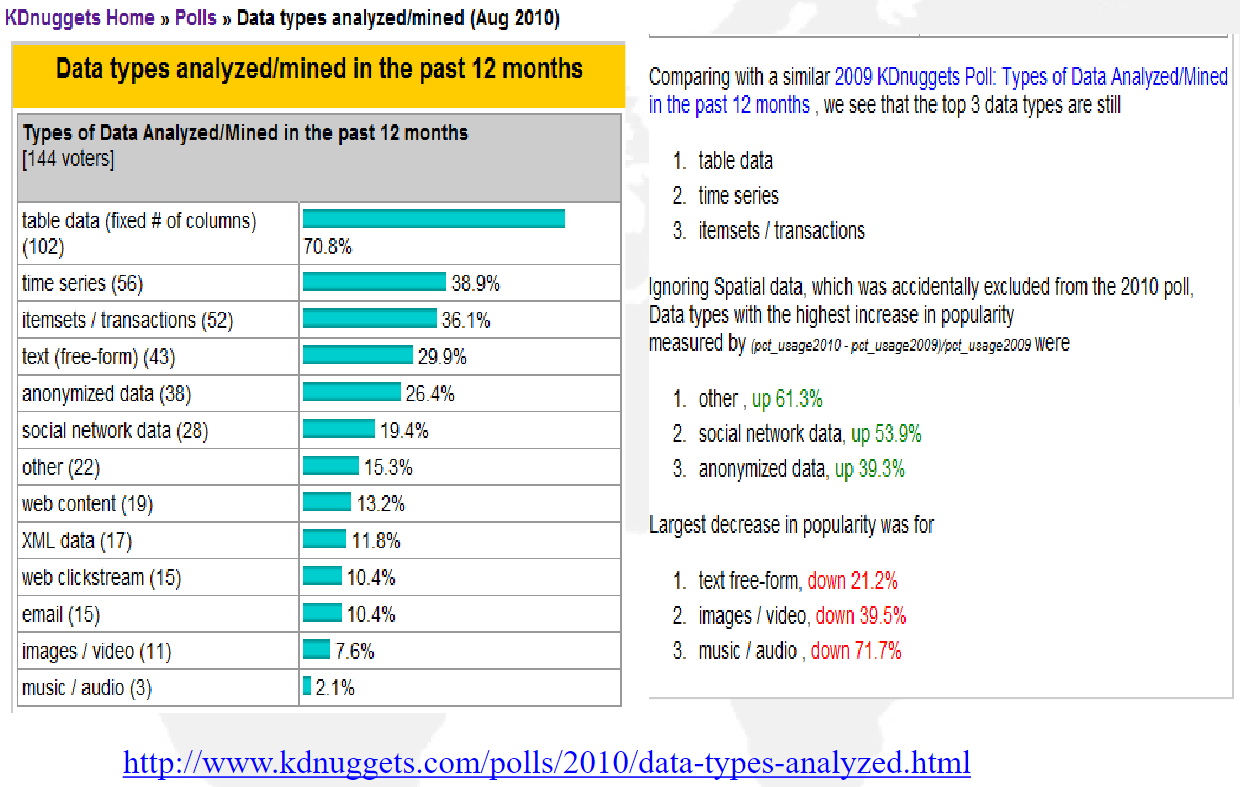 KDnuggets Home » Polls » Data types analyzed/mined (Aug 2010)
Data types analyzed/mined in the past 12 months
Types of Data Analyzed/Mined in the past 12 months
[144 voters]
table data (fixed # of columns)
(102)
70.8%
time series (56) 38.9%
itemsets / transactions (52) 36.1%
text (free-form) (43) 29.9%
anonymized data (38) 26.4%
social network data (28) 19.4%
other (22) 15.3%
web content (19) 13.2%
XML data (17) 11.8%
web clickstream (15) 10.4%
email (15) 10.4%
images / video (11) 7.6%
music / audio (3) 2.1%
Comparing with a similar 2009 KDnuggets Poll: Types of Data Analyzed/Mined
in the past 12 months , we see that the top 3 data types are still
1. table data
2. time series
3. itemsets / transactions
Ignoring Spatial data, which was accidentally excluded from the 2010 poll,
Data types with the highest increase in popularity
measured by (pct_usage2010 - pct_usage2009)/pct_usage2009 were
1. other , up 61.3%
2. social network data, up 53.9%
3. anonymized data, up 39.3%
Largest decrease in popularity was for
1. text free-form, down 21.2%
2. images / video, down 39.5%
3. music / audio , down 71.7%
http://www.kdnuggets.com/polls/2010/data-types-analyzed.html